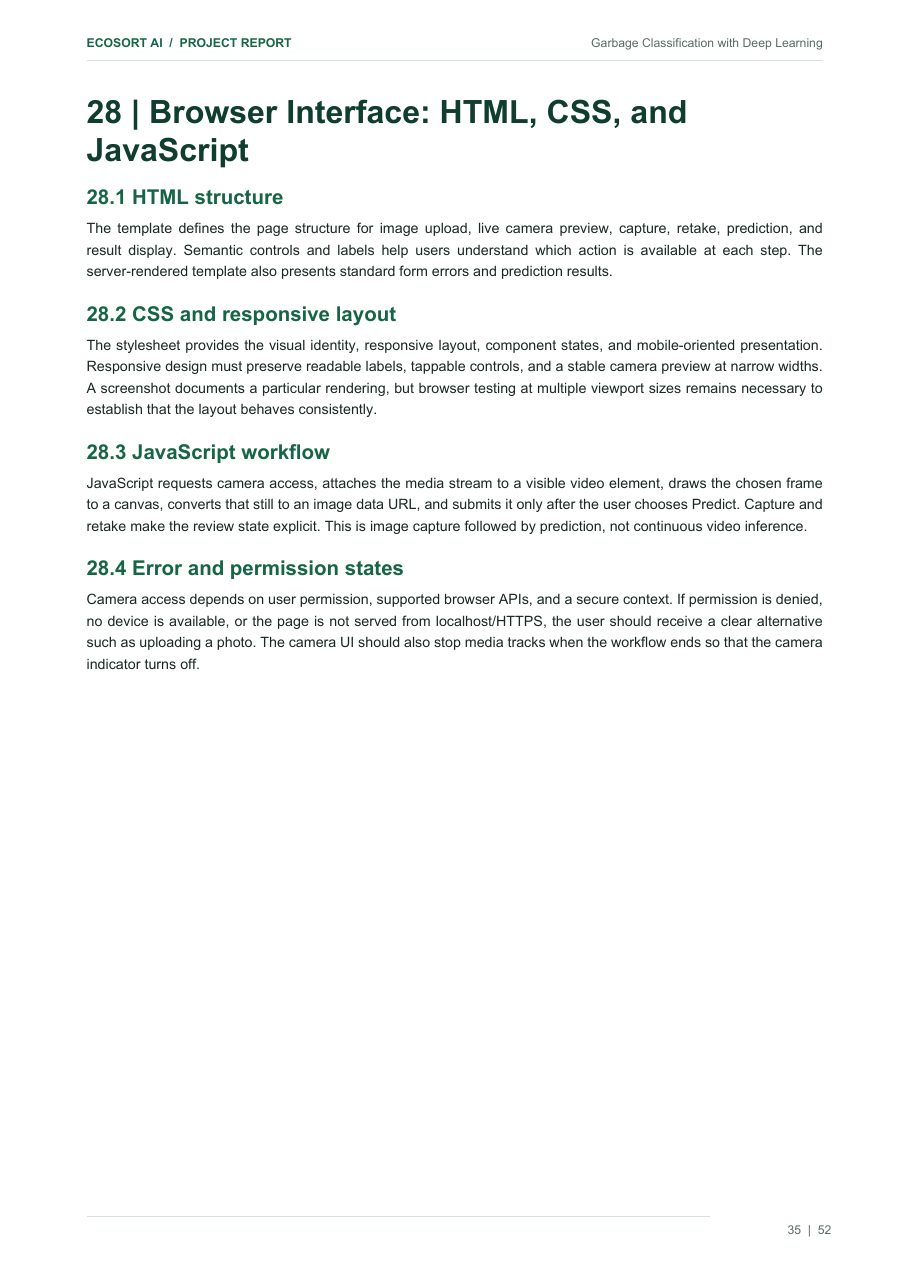 ECOSORT AI / PROJECT REPORT
Garbage Classification with Deep Learning
28 | Browser Interface: HTML, CSS, and
JavaScript
28.1 HTML structure
The template defines the page structure for image upload, live camera preview, capture, retake, prediction, and
result display. Semantic controls and labels help users understand which action is available at each step. The
server-rendered template also presents standard form errors and prediction results.
28.2 CSS and responsive layout
The stylesheet provides the visual identity, responsive layout, component states, and mobile-oriented presentation.
Responsive design must preserve readable labels, tappable controls, and a stable camera preview at narrow widths.
A screenshot documents a particular rendering, but browser testing at multiple viewport sizes remains necessary to
establish that the layout behaves consistently.
28.3 JavaScript workflow
JavaScript requests camera access, attaches the media stream to a visible video element, draws the chosen frame
to a canvas, converts that still to an image data URL, and submits it only after the user chooses Predict. Capture and
retake make the review state explicit. This is image capture followed by prediction, not continuous video inference.
28.4 Error and permission states
Camera access depends on user permission, supported browser APIs, and a secure context. If permission is denied,
no device is available, or the page is not served from localhost/HTTPS, the user should receive a clear alternative
such as uploading a photo. The camera UI should also stop media tracks when the workflow ends so that the camera
indicator turns off.
35 | 52